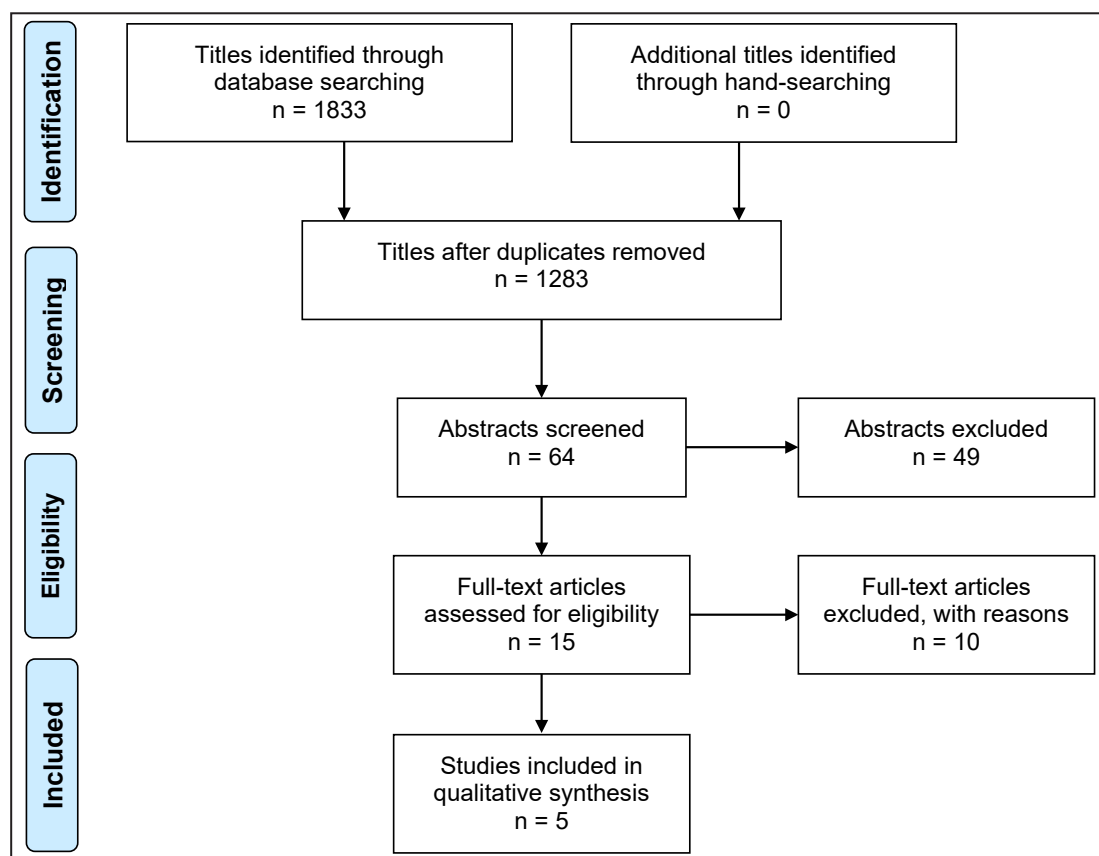 Identification
Titles identified through
database searching
n = 1833
Additional titles identified
through hand-searching
n = 0
Screening
Titles after duplicates removed
n = 1283
Abstracts screened
n = 64
Abstracts excluded
n = 49
Eligibility
Full-text articles
assessed for eligibility
n = 15
Full-text articles
excluded, with reasons
n = 10
Included
Studies included in
qualitative synthesis
n = 5